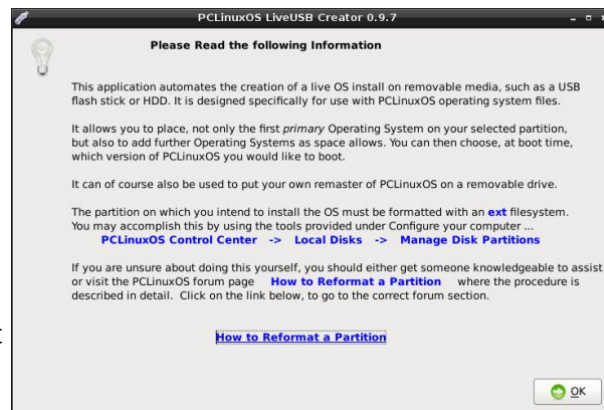 PCLinuxOS LiveUSB Creator 0.9.7
Please Read the following Information
This application automates the creation of a live OS install on removable media, such as a USB
flash stick or HDD. It is designed specifically for use with PCLinuxOS operating system files.
It allows you to place, not only the first primary Operating System on your selected partition,
but also to add further Operating Systems as space allows. You can then choose, at boot time,
which version of PCLinuxOS you would like to boot.
It can of course also be used to put your own remaster of PCLinuxOS on a removable drive.
The partition on which you intend to install the OS must be formatted with an ext filesystem.
You may accomplish this by using the tools provided under Configure your computer ...
PCLinuxOS Control Center -> Local Disks -> Manage Disk Partitions
If you are unsure about doing this yourself, you should either get someone knowledgeable to assist
or visit the PCLinuxOS forum page How to Reformat a Partition where the procedure is
described in detail. Click on the link below, to go to the correct forum section.
How to Reformat a Partition
OK